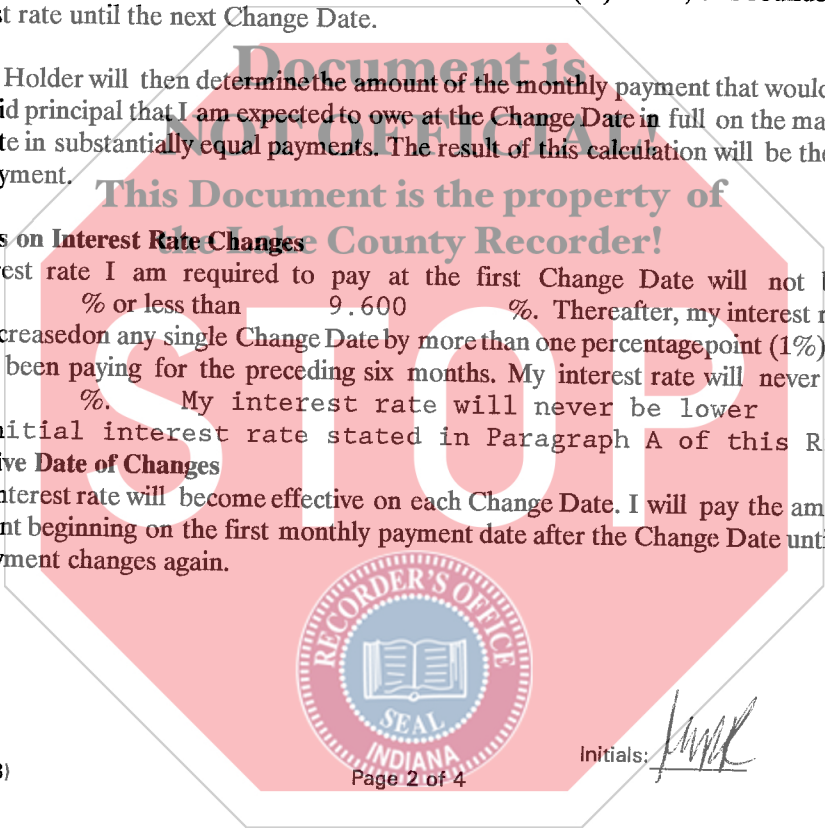 st rate until the next Change Date.
Document is
Holder will then determinethe amount of the monthly payment that would
id principal that I am expected to owe at the Change Date in full on the ma
NOT OFFICIAL!
te in substantially equal payments. The result of this calculation will be the
yment.
This Document is the property of
the Lake County Recorder!
s on Interest Rate Changes
rest rate I am required to pay at the first Change Date will not
% or less than 9.600 %. Thereafter, my interest r
creasedon any single Change Date by more than one percentagepoint (1%)
been paying for the preceding six months. My interest rate will never
%. My interest rate will never be lower
nitial interest rate stated in Paragraph A of this R
STOP
ve Date of Changes
nterest rate will become effective on each Change Date. I will pay the am
nt beginning on the first monthly payment date after the Change Date unti
yment changes again.
RECORDER'S OFFICE
SEAL
INDIANA
Initials:
Page 2 of 4